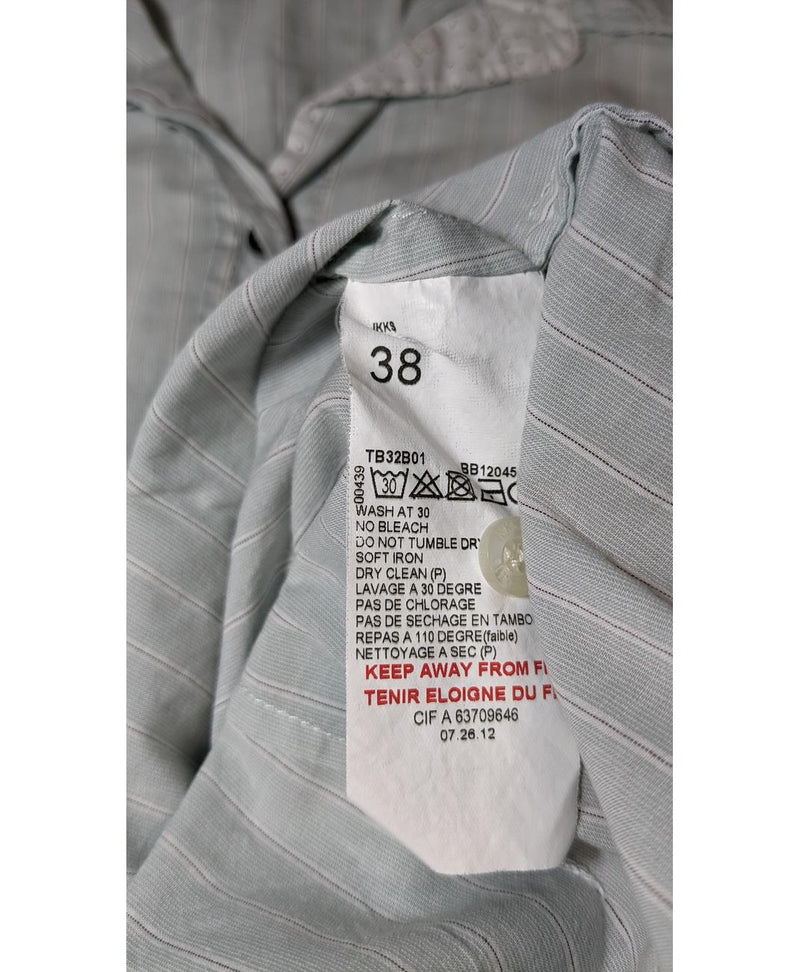 IKKS
38
TB32B01
BB12045
00439
30
WASH AT 30
NO BLEACH
DO NOT TUMBLE DRY
SOFT IRON
DRY CLEAN (P)
LAVAGE A 30 DEGRE
PAS DE CHLORAGE
PAS DE SECHAGE EN TAMBO
REPAS A 110 DEGRE(faible)
NETTOYAGE A SEC (P)
KEEP AWAY FROM FI
TENIR ELOIGNE DU F
CIF A 63709646
07.26.12